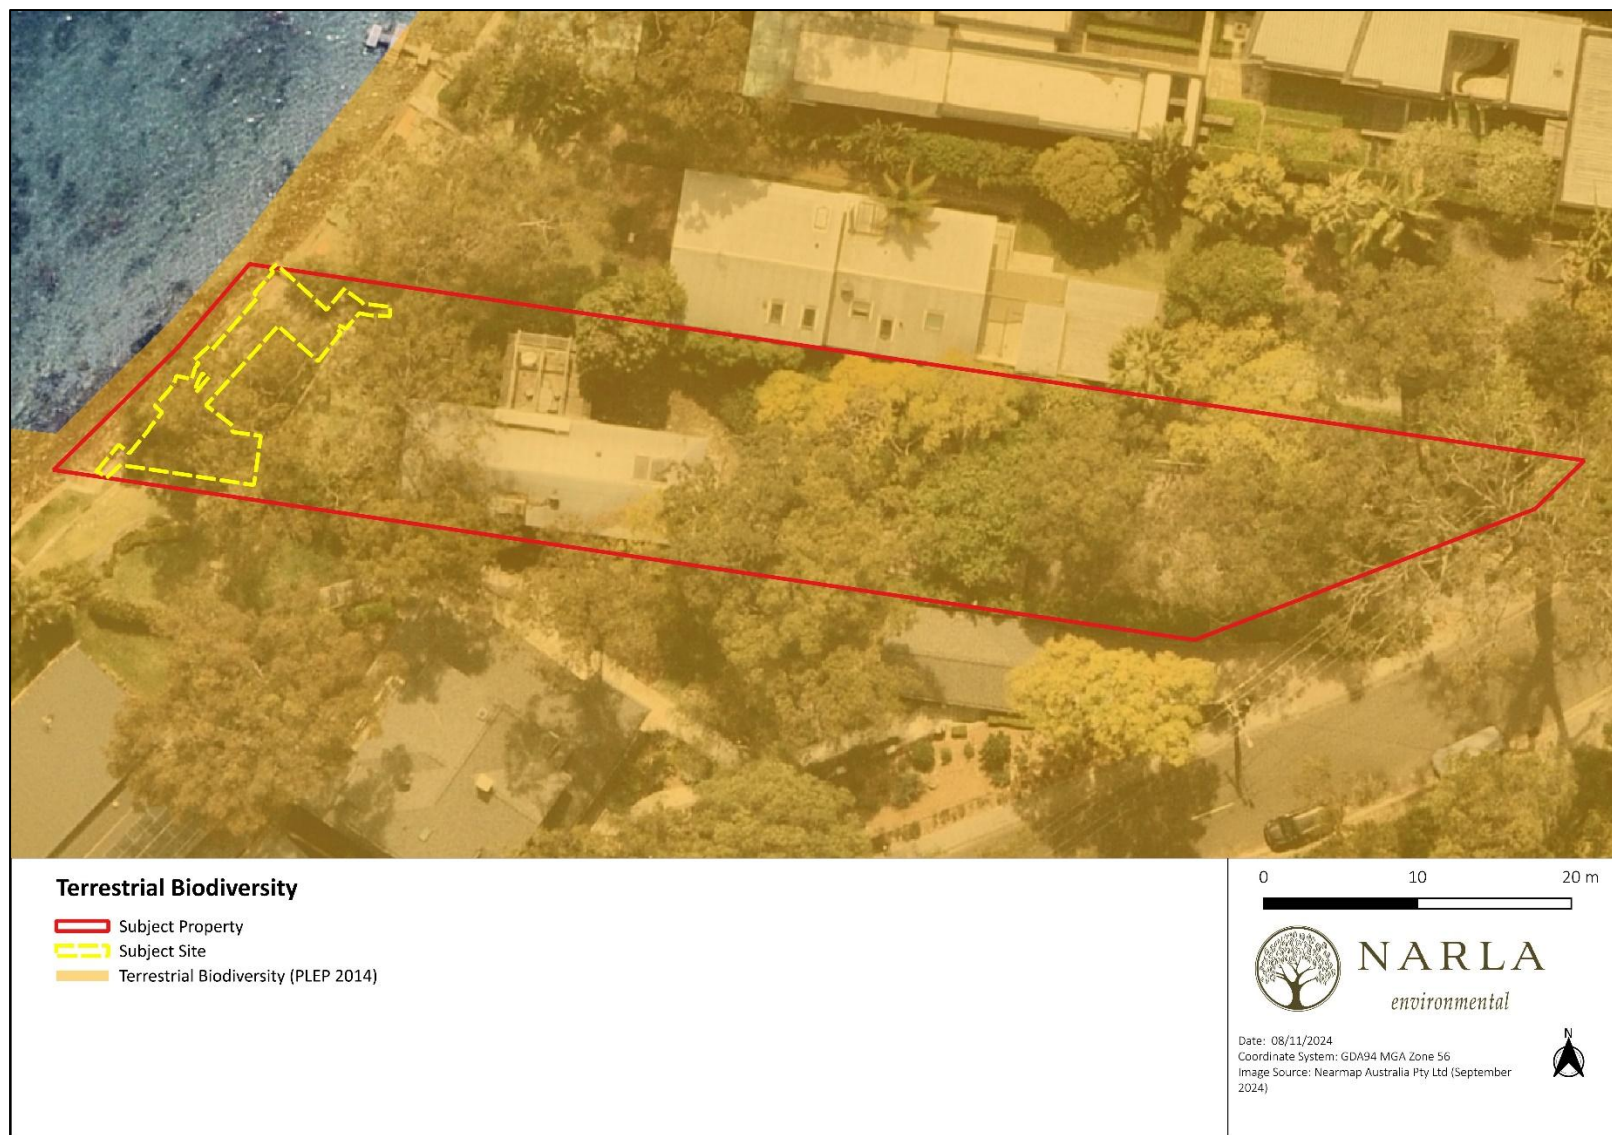 Terrestrial Biodiversity
Subject Property
Subject Site
Terrestrial Biodiversity (PLEP 2014)
0 10 20 m
NARLA
environmental
Date: 08/11/2024
Coordinate System: GDA94 MGA Zone 56
Image Source: Nearmap Australia Pty Ltd (September
2024)
N